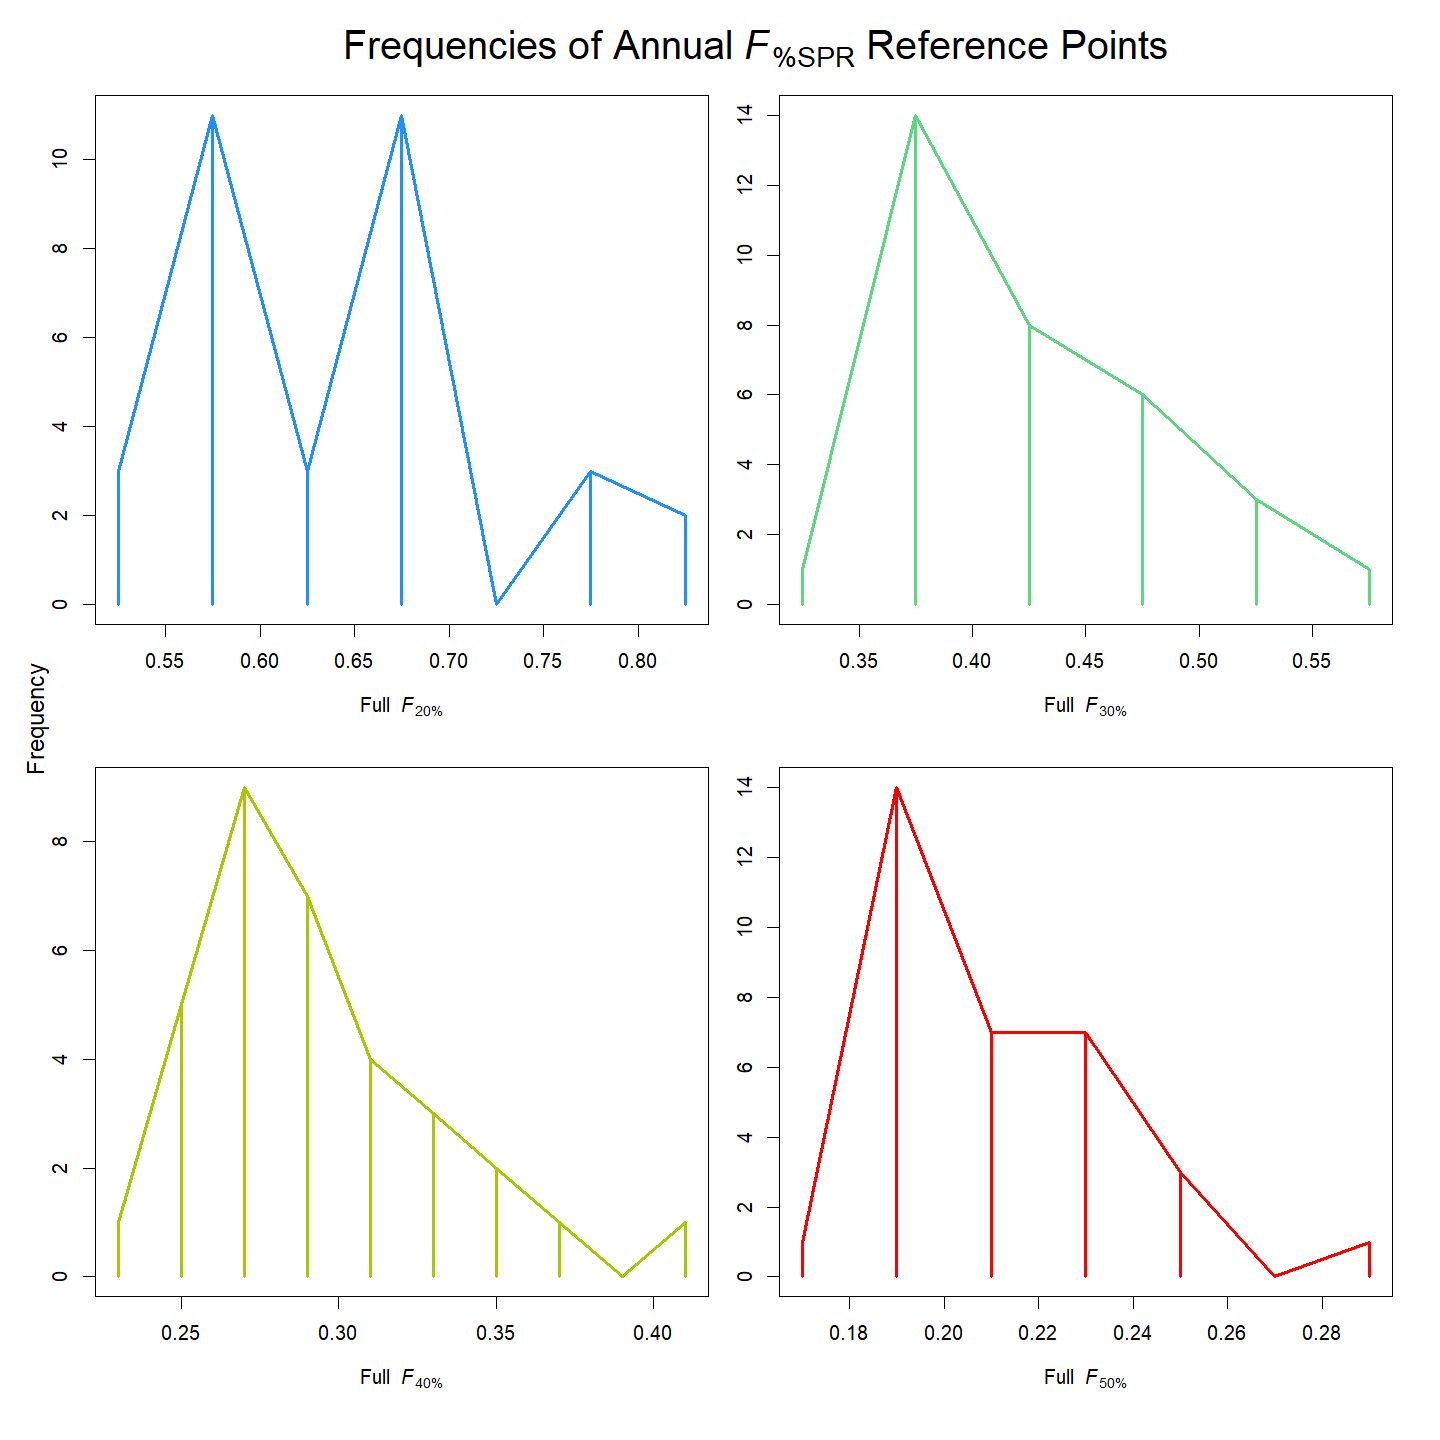 Frequencies of Annual F%SPR Reference Points
Frequency
0 2 4 6 8 10
0.55 0.60 0.65 0.70 0.75 0.80
Full F20%
0 2 4 6 8 10 12 14
0.35 0.40 0.45 0.50 0.55
Full F30%
0 2 4 6 8
0.25 0.30 0.35 0.40
Full F40%
0 2 4 6 8 10 12 14
0.18 0.20 0.22 0.24 0.26 0.28
Full F50%